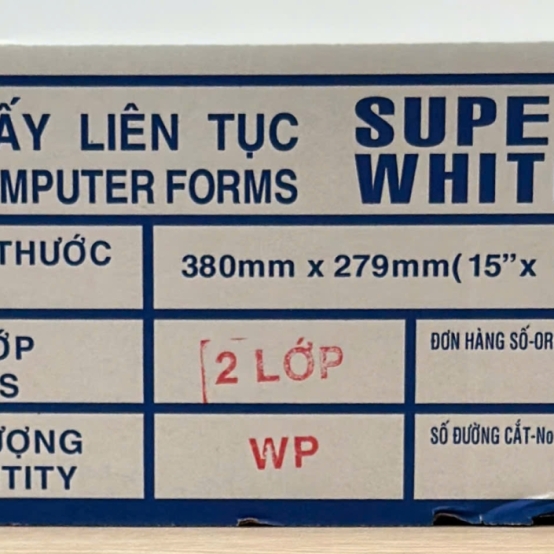 ẤY LIÊN TỤC SUPE
MPUTER FORMS WHIT
THƯỚC 380mm x 279mm(15”x
ỚP 2 LỚP ĐƠN HÀNG SỐ-OR
S
ƯỢNG WP SỐ ĐƯỜNG CẮT-No
TITY